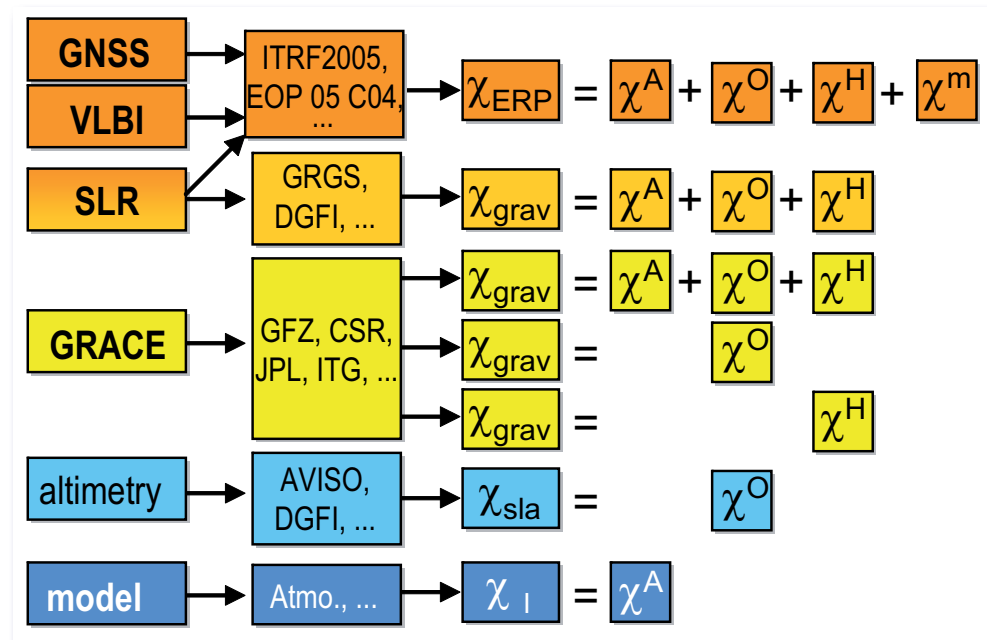 GNSS
VLBI
SLR
ITRF2005,
EOP 05 C04,
...
χERP = χA + χO + χH + χm
GRGS,
DGFI, ...
χgrav = χA + χO + χH
GRACE
GFZ, CSR,
JPL, ITG, ...
χgrav = χA + χO + χH
χgrav = χO
χgrav = χH
altimetry
AVISO,
DGFI, ...
χsla = χO
model
Atmo., ...
χ I = χA